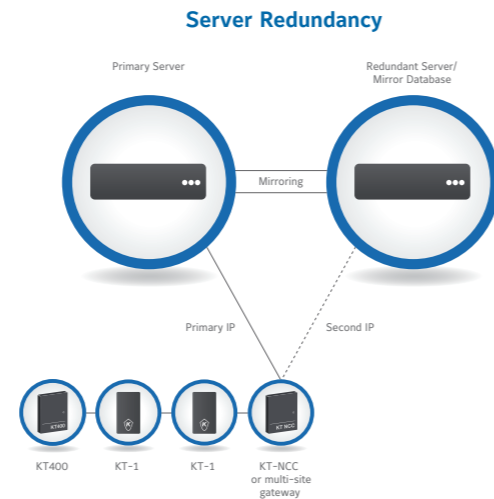 Server Redundancy
Primary Server
Redundant Server/
Mirror Database
Mirroring
Primary IP
Second IP
KT400
KT NCC
KT400
KT-1
KT-1
KT-NCC
or multi-site
gateway